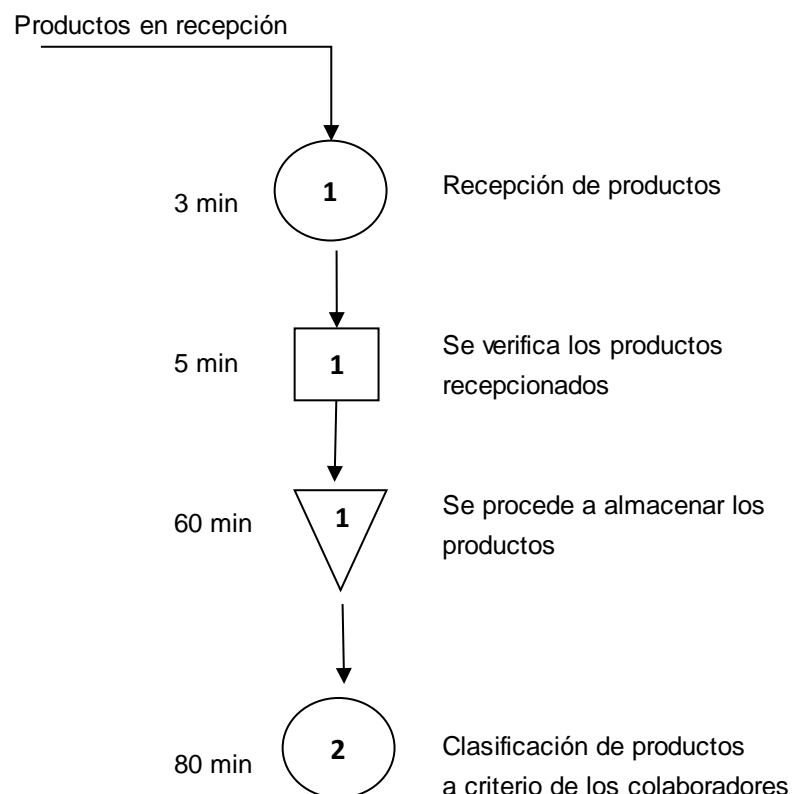 Productos en recepción
3 min
1
Recepción de productos
5 min
1
Se verifica los productos
recepcionados
60 min
1
Se procede a almacenar los
productos
80 min
2
Clasificación de productos
a criterio de los colaboradores